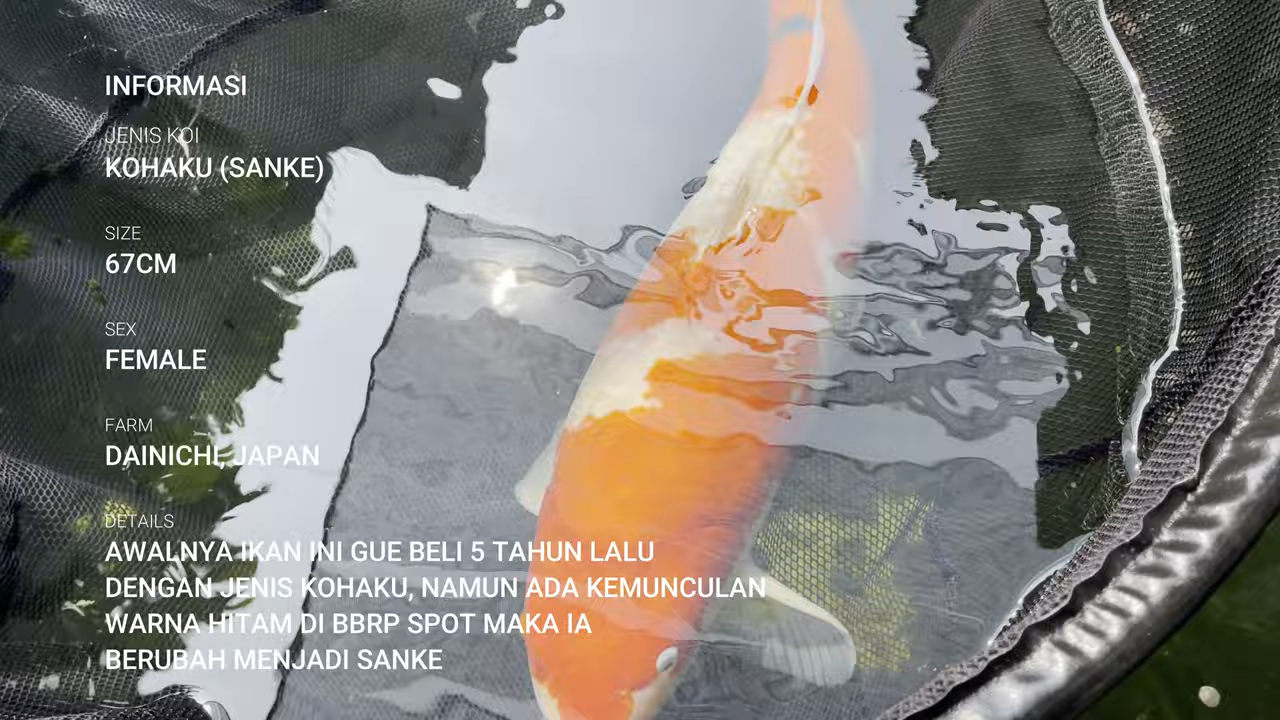 INFORMASI
JENIS KOI
KOHAKU (SANKE)
SIZE
67CM
SEX
FEMALE
FARM
DAINICHI, JAPAN
DETAILS
AWALNYA IKAN INI GUE BELI 5 TAHUN LALU
DENGAN JENIS KOHAKU, NAMUN ADA KEMUNCULAN
WARNA HITAM DI BBRP SPOT MAKA IA
BERUBAH MENJADI SANKE